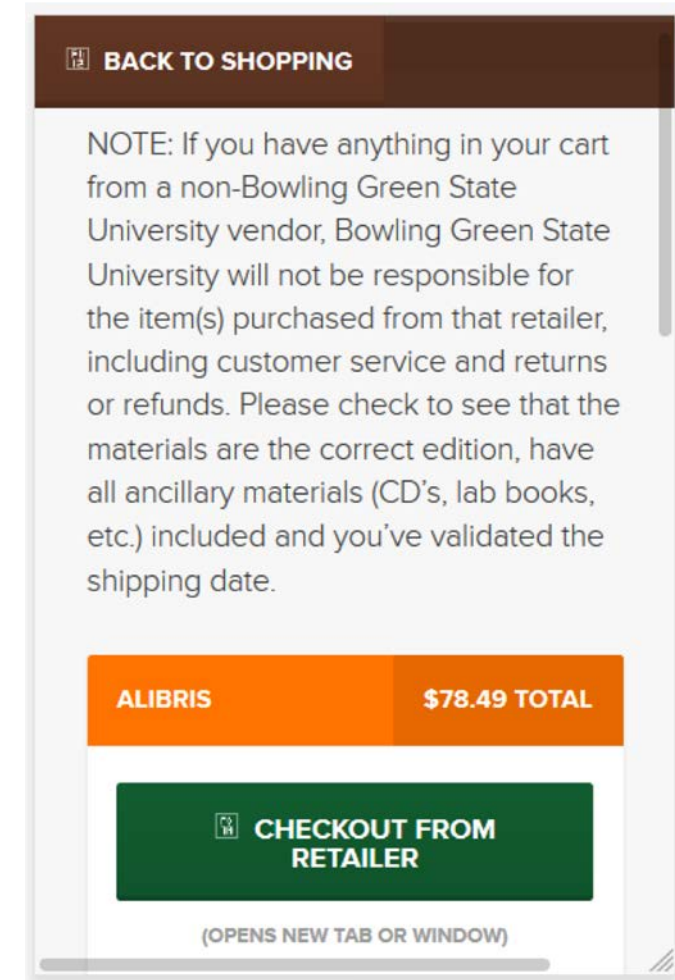 BACK TO SHOPPING
NOTE: If you have anything in your cart
from a non-Bowling Green State
University vendor, Bowling Green State
University will not be responsible for
the item(s) purchased from that retailer,
including customer service and returns
or refunds. Please check to see that the
materials are the correct edition, have
all ancillary materials (CD's, lab books,
etc.) included and you've validated the
shipping date.
ALIBRIS $78.49 TOTAL
CHECKOUT FROM
RETAILER
(OPENS NEW TAB OR WINDOW)